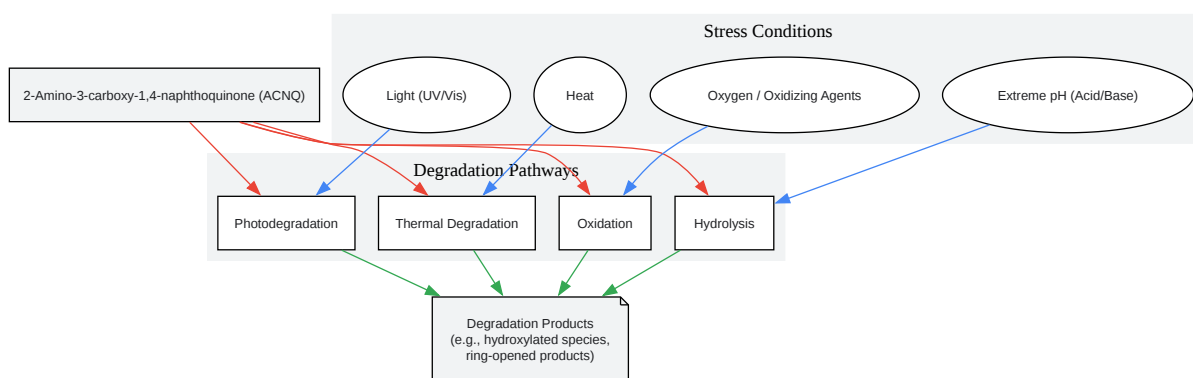 Stress Conditions
2-Amino-3-carboxy-1,4-naphthoquinone (ACNQ)
Light (UV/Vis)
Heat
Oxygen / Oxidizing Agents
Extreme pH (Acid/Base)
Degradation Pathways
Photodegradation
Thermal Degradation
Oxidation
Hydrolysis
Degradation Products
(e.g., hydroxylated species,
ring-opened products)